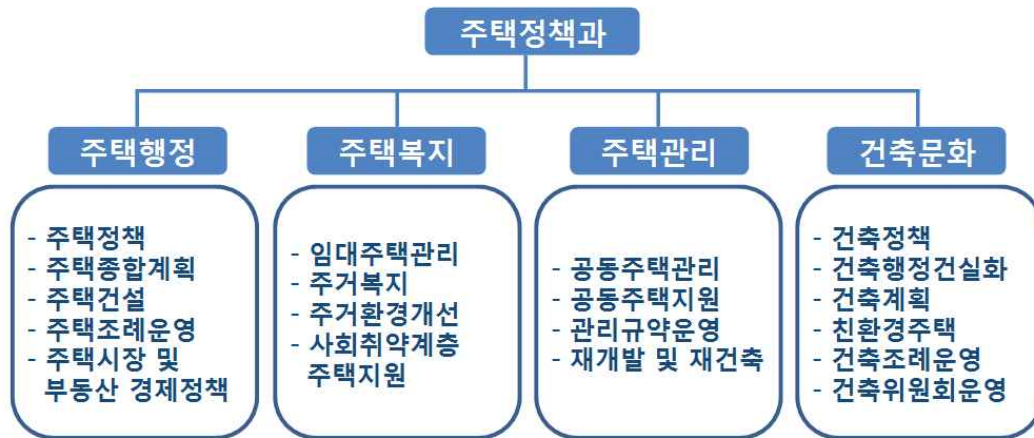 주택정책과
주택행정
- 주택정책
- 주택종합계획
- 주택건설
- 주택조례운영
- 주택시장 및
부동산 경제정책
주택복지
- 임대주택관리
- 주거복지
- 주거환경개선
- 사회취약계층
주택지원
주택관리
- 공동주택관리
- 공동주택지원
- 관리규약운영
- 재개발 및 재건축
건축문화
- 건축정책
- 건축행정건실화
- 건축계획
- 친환경주택
- 건축조례운영
- 건축위원회운영